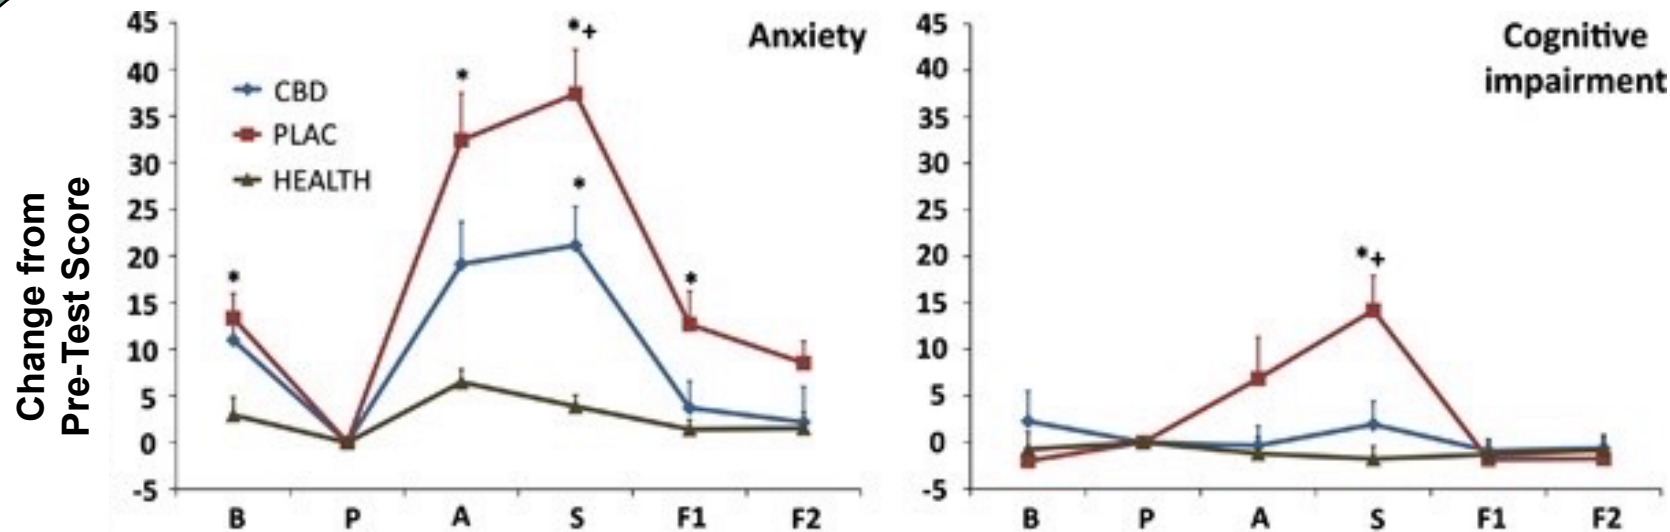 Change from
Pre-Test Score
45
40
35
30
25
20
15
10
5
0
-5
Anxiety
CBD
PLAC
HEALTH
*
*
*+
*
*
B P A S F1 F2
45
40
35
30
25
20
15
10
5
0
-5
Cognitive
impairment
*+
B P A S F1 F2